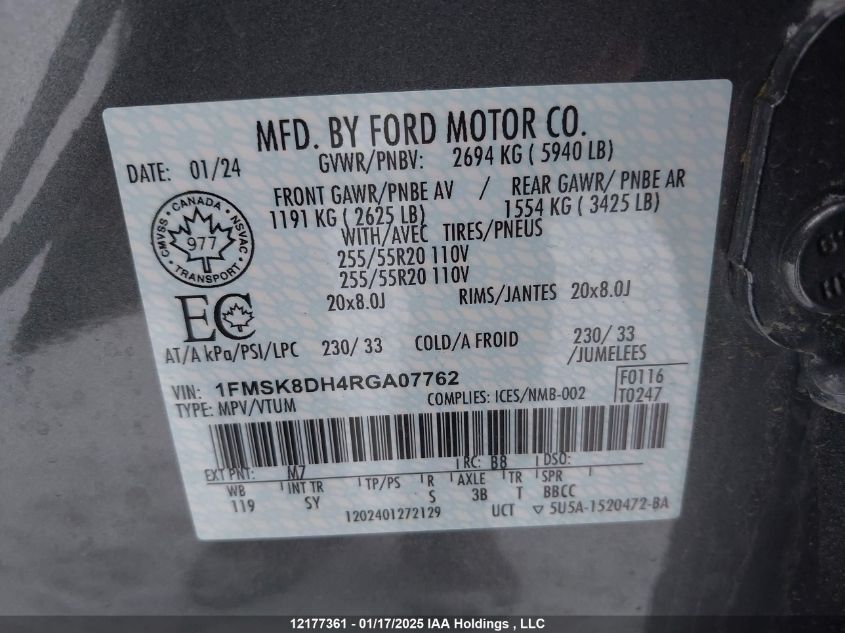 MFD. BY FORD MOTOR CO.
DATE: 01/24
GVWR/PNBV: 2694 KG ( 5940 LB)
FRONT GAWR/PNBE AV / REAR GAWR/ PNBE AR
1191 KG ( 2625 LB) 1554 KG ( 3425 LB)
WITH/AVEC TIRES/PNEUS
255/55R20 110V
255/55R20 110V
20x8.0J RIMS/JANTES 20x8.0J
CANADA
CMVSS NSVAC
977
TRANSPORT
EC
AT/A kPa/PSI/LPC 230/ 33 COLD/A FROID 230/ 33
/JUMELEES
VIN: 1FMSK8DH4RGA07762
F0116
TYPE: MPV/VTUM COMPLIES: ICES/NMB-002 T0247
EXT PNT: M7 RC: B8 DSO:
WB INT TR TP/PS R AXLE TR SPR
119 SY S 3B T BBCC
1202401272129 UCT ▽ 5U5A-1520472-BA
12177361 - 01/17/2025 IAA Holdings , LLC